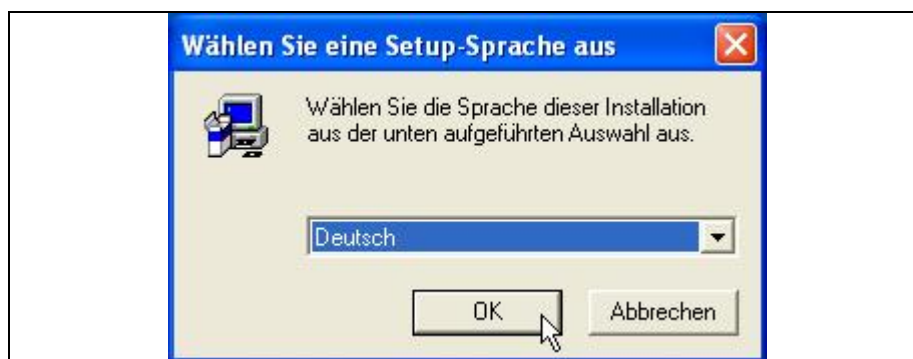 Wählen Sie eine Setup-Sprache aus
Wählen Sie die Sprache dieser Installation
aus der unten aufgeführten Auswahl aus.
Deutsch
OK
Abbrechen